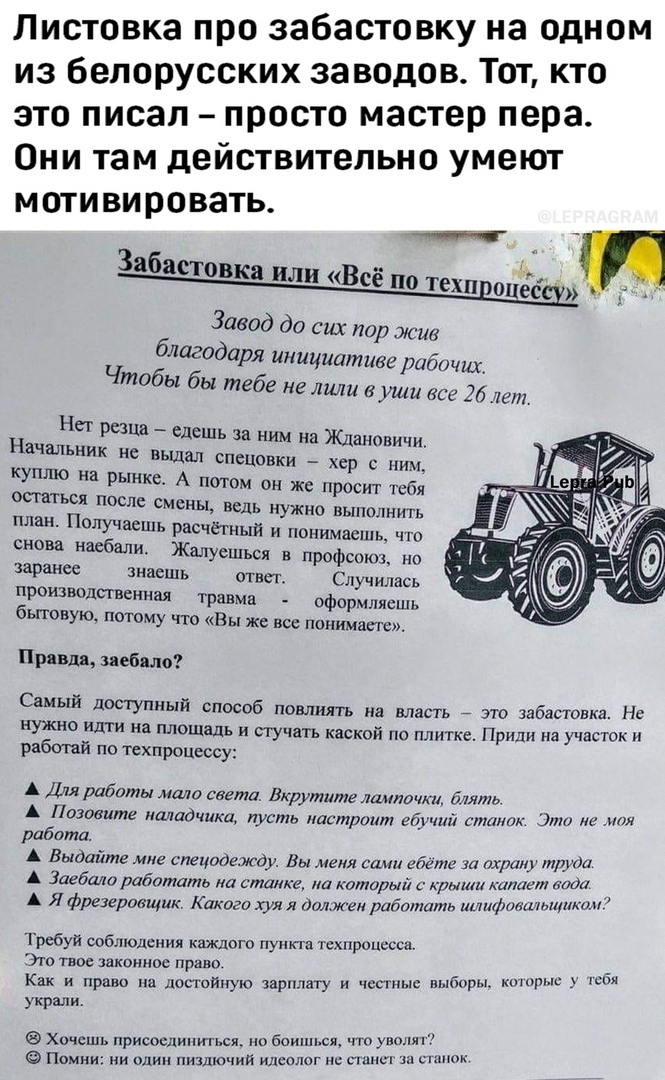 Листовка про забастовку на одном
из белорусских заводов. Тот, кто
это писал – просто мастер пера.
Они там действительно умеют
мотивировать.
@LEPRAGRAM
Забастовка или «Всё по техпроцессу»
Завод до сих пор жив
благодаря инициативе рабочих.
Чтобы бы тебе не лили в уши все 26 лет.
Нет резца – едешь за ним на Ждановичи.
Начальник не выдал спецовки – хер с ним,
куплю на рынке. А потом он же просит тебя
остаться после смены, ведь нужно выполнить
план. Получаешь расчётный и понимаешь, что
снова наебали. Жалуешься в профсоюз, но
заранее знаешь ответ. Случилась
производственная травма - оформляешь
бытовую, потому что «Вы же все понимаете».
Lepra Pub
Правда, заебало?
Самый доступный способ повлиять на власть – это забастовка. Не
нужно идти на площадь и стучать каской по плитке. Приди на участок и
работай по техпроцессу:
▲ Для работы мало света. Вкрутите лампочки, блять.
▲ Позовите наладчика, пусть настроит ебучий станок. Это не моя
работа.
▲ Выдайте мне спецодежду. Вы меня сами ебёте за охрану труда.
▲ Заебало работать на станке, на который с крыши капает вода.
▲ Я фрезеровщик. Какого хуя я должен работать шлифовальщиком?
Требуй соблюдения каждого пункта техпроцесса.
Это твое законное право.
Как и право на достойную зарплату и честные выборы, которые у тебя
украли.
☹ Хочешь присоединиться, но боишься, что уволят?
☺ Помни: ни один пиздючий идеолог не станет за станок.